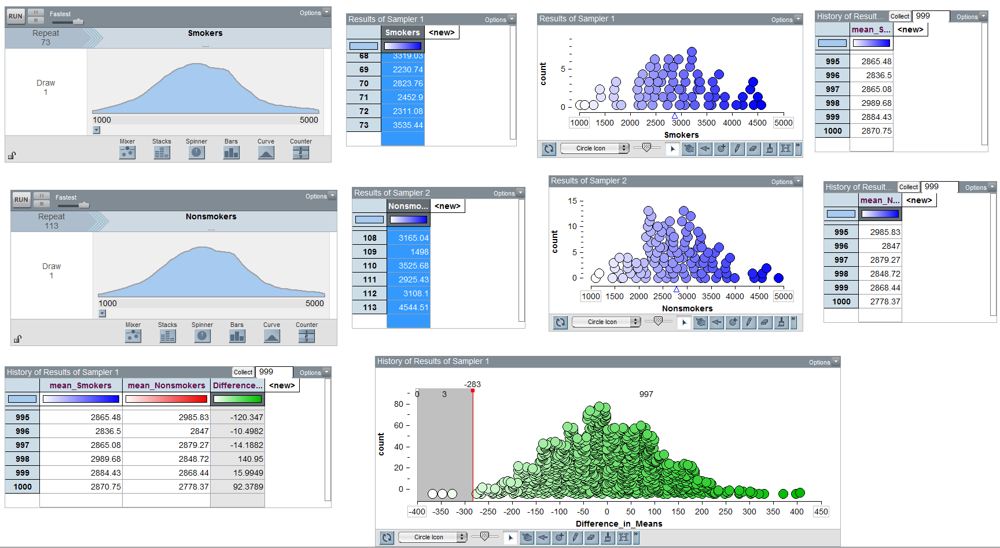 RUN Fastest Options
Repeat
73
Smokers
Draw
1
1000 5000
Mixer Stacks Spinner Bars Curve Counter
1
2
3
Results of Sampler 1 Options
Smokers <new>
68 3319.03
69 2230.74
70 2823.76
71 2452.9
72 2311.08
73 3535.44
Results of Sampler 1 Options
count
5
0
1000 1500 2000 2500 3000 3500 4000 4500 5000
Smokers
Circle Icon »
History of Result... Collect 999 Options
mean_S... <new>
995 2865.48
996 2836.5
997 2865.08
998 2989.68
999 2884.43
1000 2870.75
RUN Fastest Options
Repeat
113
Nonsmokers
Draw
1
1000 5000
Mixer Stacks Spinner Bars Curve Counter
1
2
3
Results of Sampler 2 Options
Nonsmo... <new>
108 3165.04
109 1498
110 3525.68
111 2925.43
112 3108.1
113 4544.51
Results of Sampler 2 Options
count
15
10
5
0
1000 1500 2000 2500 3000 3500 4000 4500 5000
Nonsmokers
Circle Icon »
History of Result... Collect 999 Options
mean_N... <new>
995 2985.83
996 2847
997 2879.27
998 2848.72
999 2868.44
1000 2778.37
History of Results of Sampler 1 Collect 999 Options
mean_Smokers mean_Nonsmokers Difference... <new>
995 2865.48 2985.83 -120.347
996 2836.5 2847 -10.4982
997 2865.08 2879.27 -14.1882
998 2989.68 2848.72 140.95
999 2884.43 2868.44 15.9949
1000 2870.75 2778.37 92.3789
History of Results of Sampler 1 Options
-283
0 3 997
count
80
60
40
20
0
-400 -350 -300 -250 -200 -150 -100 -50 0 50 100 150 200 250 300 350 400 450
Difference_in_Means
Circle Icon »